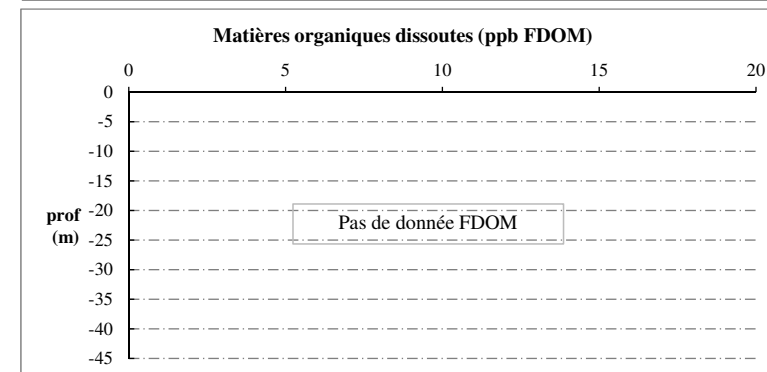 Matières organiques dissoutes (ppb FDOM)
0 5 10 15 20
0
-5
-10
-15
prof -20
(m) -25
Pas de donnée FDOM
-30
-35
-40
-45